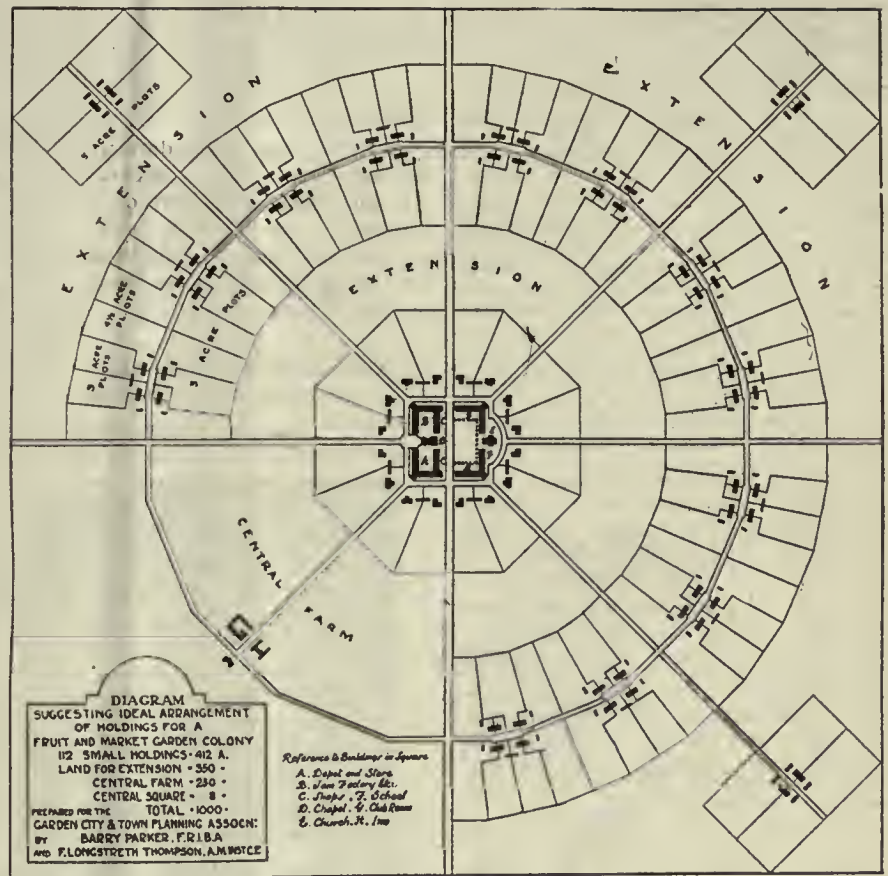 EXTENSION
EXTENSION
EXTENSION
5 ACRE PLOTS
4½ ACRE PLOTS
3 ACRE PLOTS
3 ACRE PLOTS
B
A
CENTRAL FARM
DIAGRAM
SUGGESTING IDEAL ARRANGEMENT
OF HOLDINGS FOR A
FRUIT AND MARKET GARDEN COLONY
112 SMALL HOLDINGS - 412 A.
LAND FOR EXTENSION - 350 -
CENTRAL FARM - 230 -
CENTRAL SQUARE - 8 -
TOTAL - 1000 -
PREPARED FOR THE
GARDEN CITY & TOWN PLANNING ASSOCN:
BY BARRY PARKER, F.R.I.B.A
AND F. LONGSTRETH THOMPSON, A.M.INST.C.E
Reference to Buildings in Square
A. Depot and Store
B. Jam Factory Etc.
C. Shops, F. School
D. Chapel, G. Club Room
E. Church, H. Inn